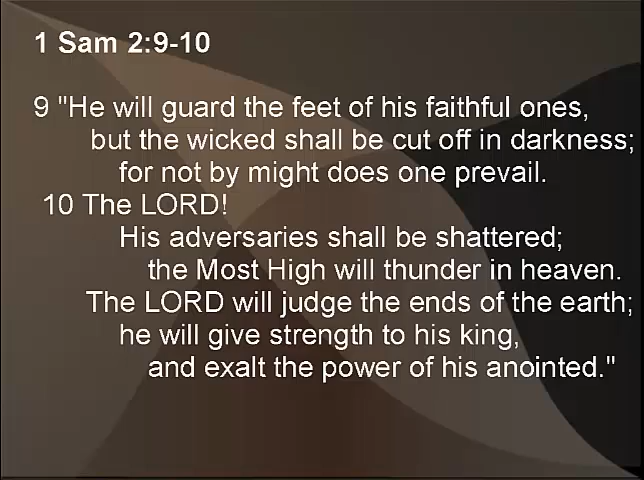 1 Sam 2:9-10
9 "He will guard the feet of his faithful ones,
but the wicked shall be cut off in darkness;
for not by might does one prevail.
10 The LORD!
His adversaries shall be shattered;
the Most High will thunder in heaven.
The LORD will judge the ends of the earth;
he will give strength to his king,
and exalt the power of his anointed."